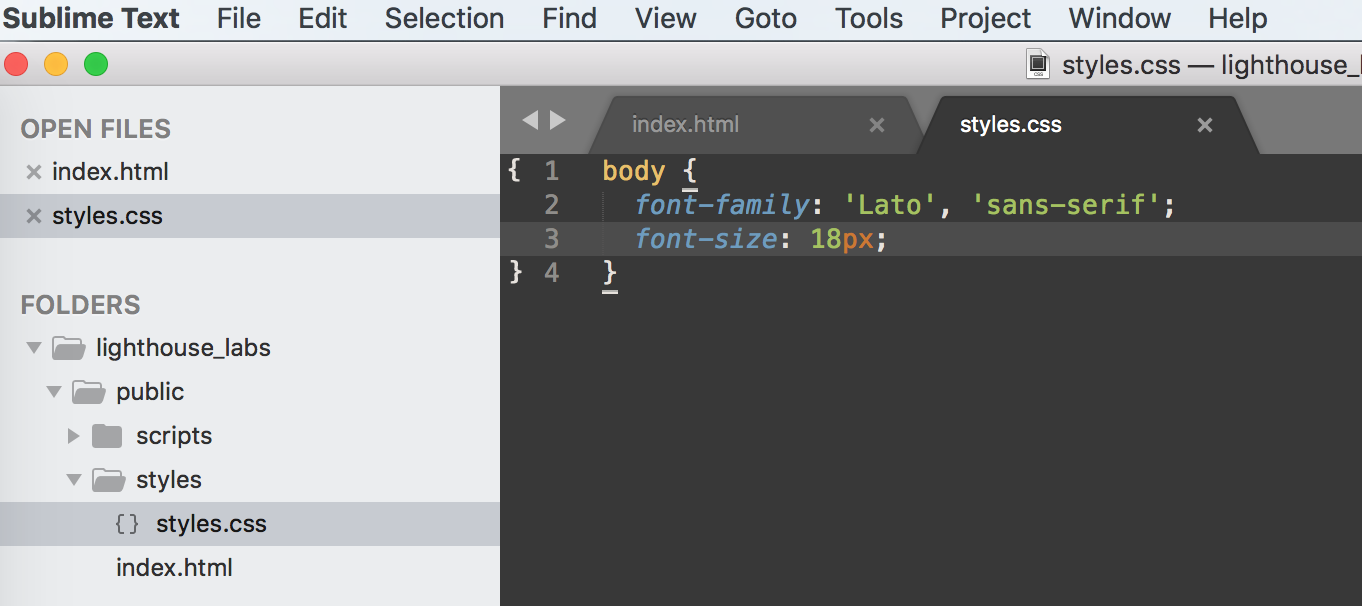 Sublime Text File Edit Selection Find View Goto Tools Project Window Help
styles.css — lighthouse_
OPEN FILES
index.html
styles.css
FOLDERS
lighthouse_labs
public
scripts
styles
{} styles.css
index.html
index.html styles.css
{ 1 body {
2 font-family: 'Lato', 'sans-serif';
3 font-size: 18px;
} 4 }